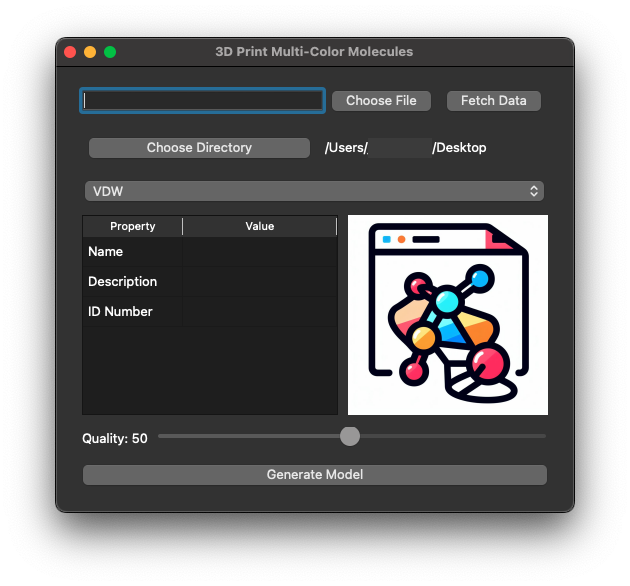 3D Print Multi-Color Molecules
Choose File
Fetch Data
Choose Directory
/Users/ /Desktop
VDW
Property Value
Name
Description
ID Number
Quality: 50
Generate Model